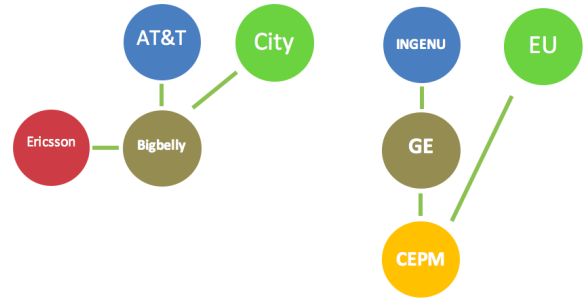 AT&T
City
Ericsson
Bigbelly
INGENU
EU
GE
CEPM